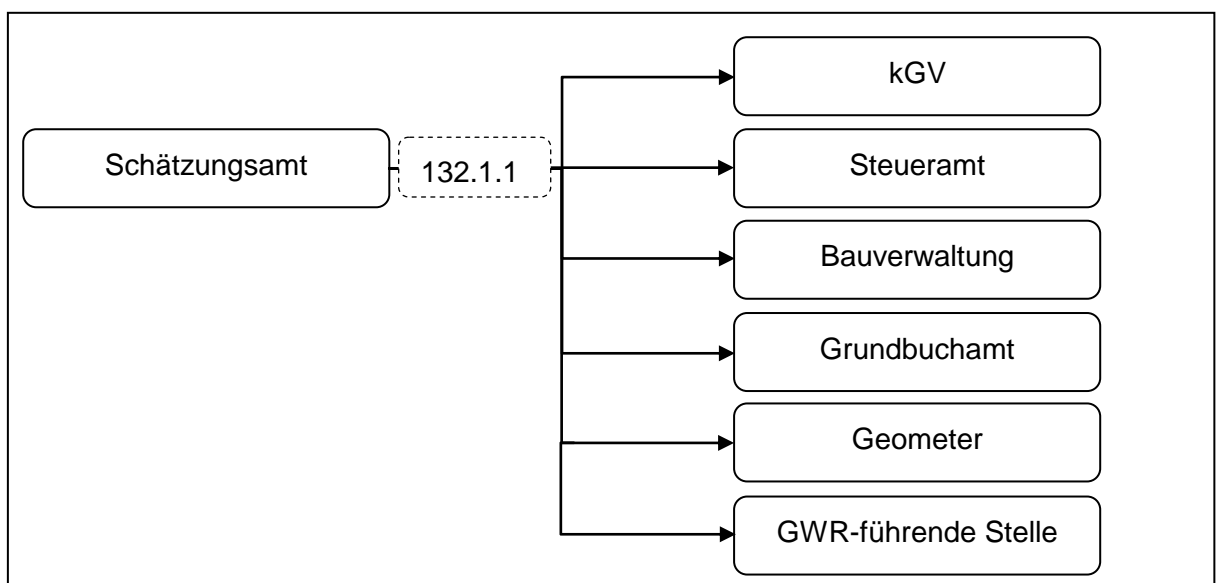 kGV
Schätzungsamt
132.1.1
Steueramt
Bauverwaltung
Grundbuchamt
Geometer
GWR-führende Stelle